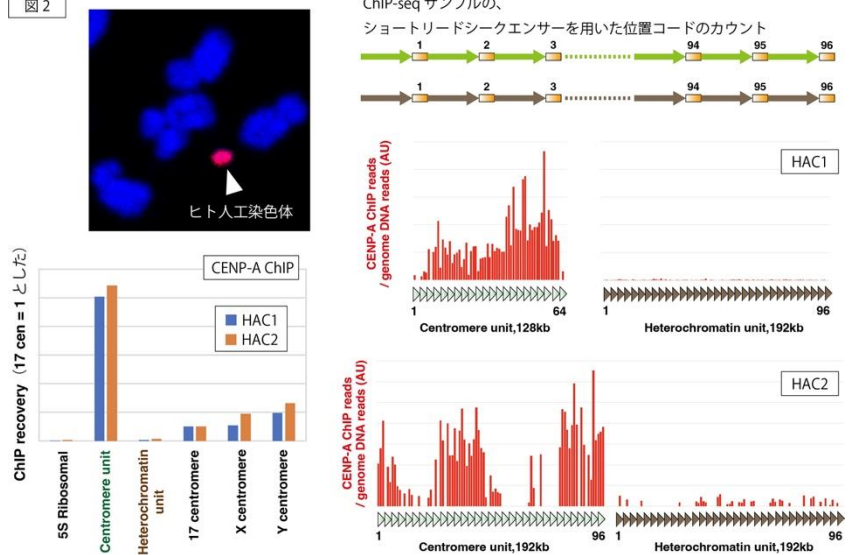 図 2
ヒト人工染色体
ChIP recovery（17 cen = 1 とした）
CENP-A ChIP
HAC1
HAC2
5S Ribosomal
Centromere unit
Heterochromatin
unit
17 centromere
X centromere
Y centromere
ChIP-seq サンプルの、
ショートリードシークエンサーを用いた位置コードのカウント
1 2 3 94 95 96
1 2 3 94 95 96
CENP-A ChIP reads
/ genome DNA reads (AU)
HAC1
1 64
Centromere unit,128kb
1 96
Heterochromatin unit,192kb
CENP-A ChIP reads
/ genome DNA reads (AU)
HAC2
1 96
Centromere unit,192kb
1 96
Heterochromatin unit,192kb